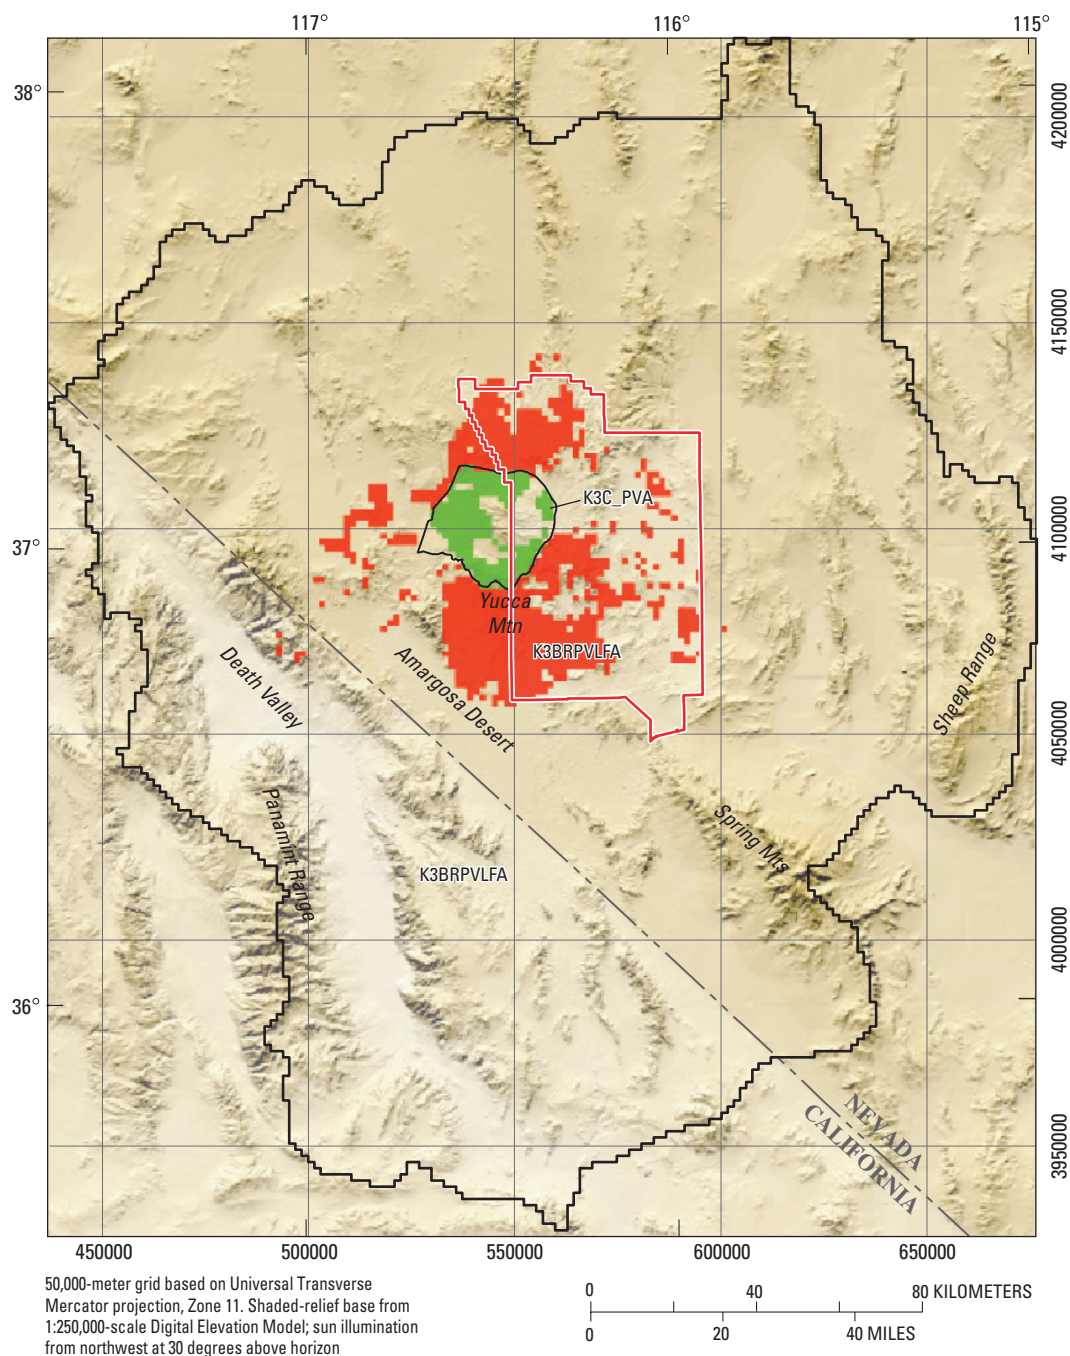 117°
116°
115°
38°
4200000
4150000
K3C_PVA
4100000
37°
Yucca
Mtn
K3BRPVLFA
Death Valley
Amargosa Desert
Sheep Range
4050000
Panamint Range
Spring Mts
K3BRPVLFA
4000000
36°
NEVADA
CALIFORNIA
3950000
450000
500000
550000
600000
650000
50,000-meter grid based on Universal Transverse
Mercator projection, Zone 11. Shaded-relief base from
1:250,000-scale Digital Elevation Model; sun illumination
from northwest at 30 degrees above horizon
0 40 80 KILOMETERS
0 20 40 MILES